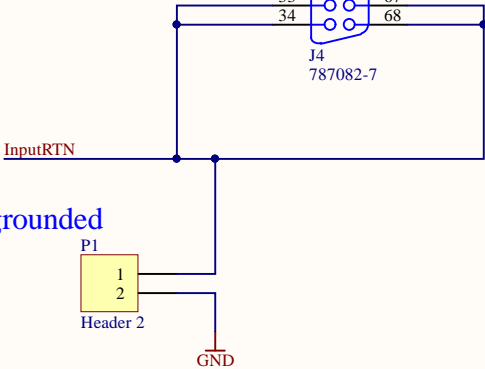 34 68
J4
787082-7
InputRTN
grounded
P1
1
2
Header 2
GND